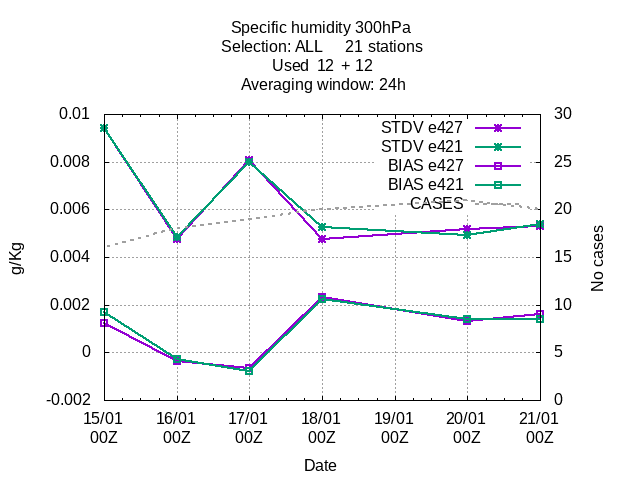 Specific humidity 300hPa
Selection: ALL 21 stations
Used 12 + 12
Averaging window: 24h
STDV e427
STDV e421
BIAS e427
BIAS e421
CASES
0.01
0.008
0.006
0.004
0.002
0
-0.002
g/Kg
30
25
20
15
10
5
0
No cases
15/01 16/01 17/01 18/01 19/01 20/01 21/01
00Z 00Z 00Z 00Z 00Z 00Z 00Z
Date